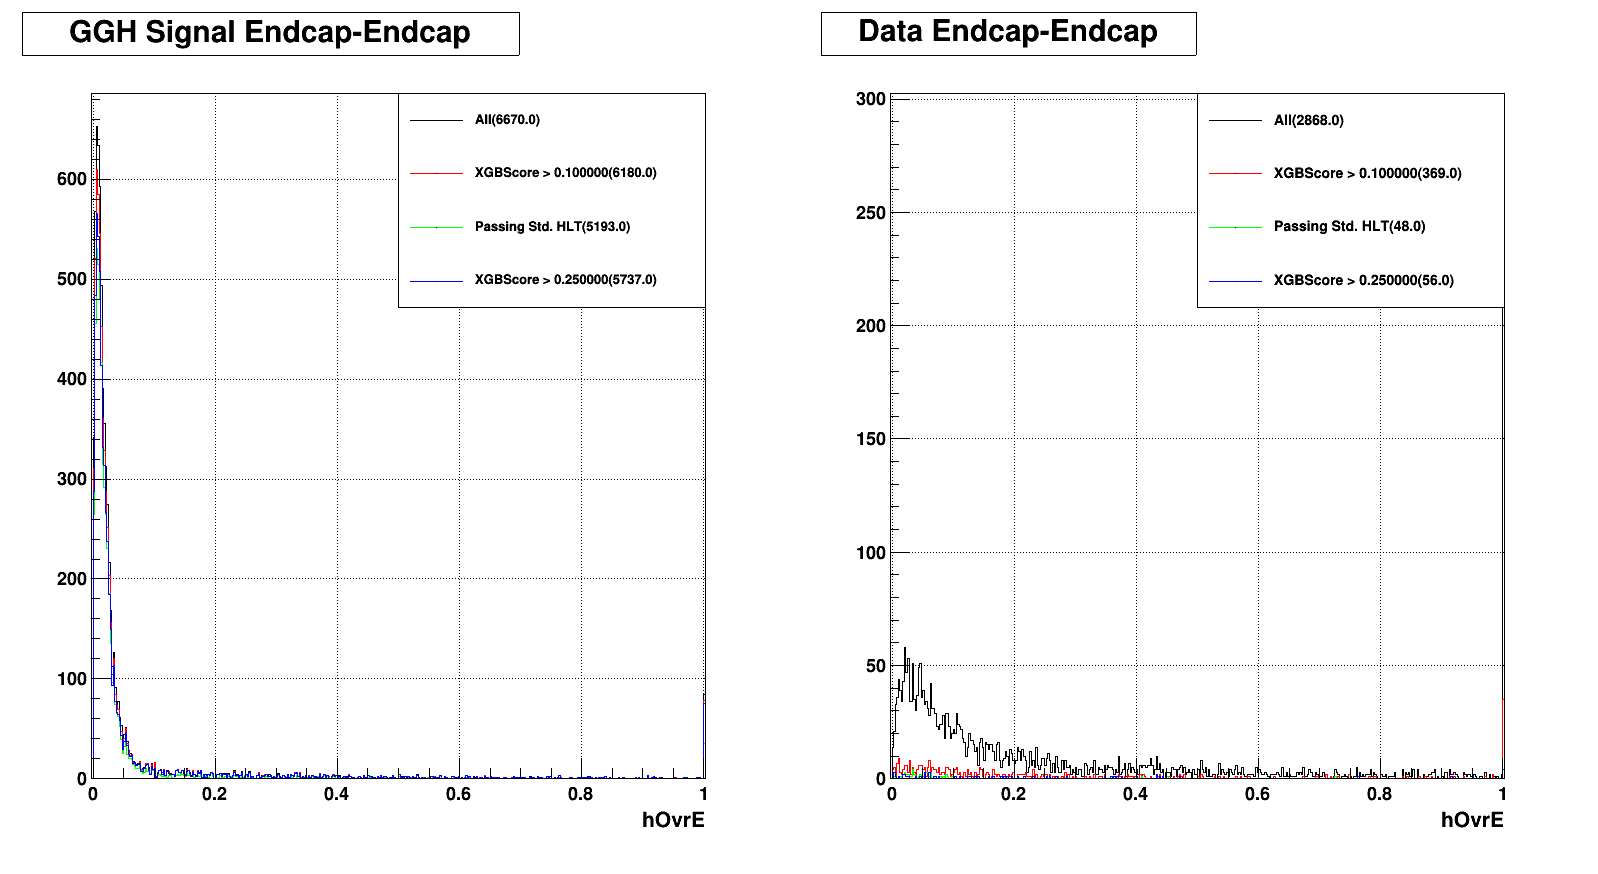 GGH Signal Endcap-Endcap
All(6670.0)
XGBScore > 0.100000(6180.0)
Passing Std. HLT(5193.0)
XGBScore > 0.250000(5737.0)
600
500
400
300
200
100
0
0 0.2 0.4 0.6 0.8 1
hOvrE
Data Endcap-Endcap
All(2868.0)
XGBScore > 0.100000(369.0)
Passing Std. HLT(48.0)
XGBScore > 0.250000(56.0)
300
250
200
150
100
50
0
0 0.2 0.4 0.6 0.8 1
hOvrE